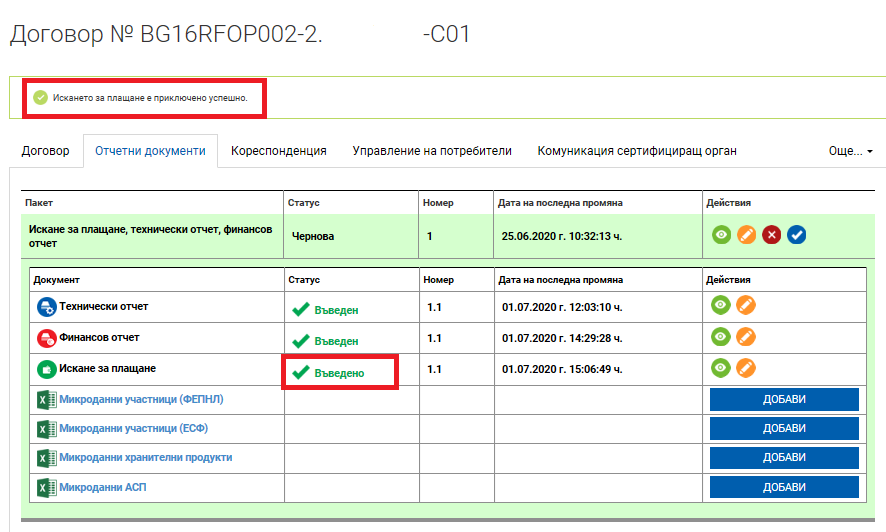 Договор № BG16RFOP002-2. -C01
Искането за плащане е приключено успешно.
Договор Отчетни документи Кореспонденция Управление на потребители Комуникация сертифициращ орган Още...
Пакет Статус Номер Дата на последна промяна Действия
Искане за плащане, технически отчет, финансов
отчет
Чернова 1 25.06.2020 г. 10:32:13 ч.
Документ Статус Номер Дата на последна промяна Действия
Технически отчет Въведен 1.1 01.07.2020 г. 12:03:10 ч.
Финансов отчет Въведен 1.1 01.07.2020 г. 14:29:28 ч.
Искане за плащане Въведено 1.1 01.07.2020 г. 15:06:49 ч.
Микроданни участници (ФЕПНЛ) ДОБАВИ
Микроданни участници (ЕСФ) ДОБАВИ
Микроданни хранителни продукти ДОБАВИ
Микроданни АСП ДОБАВИ